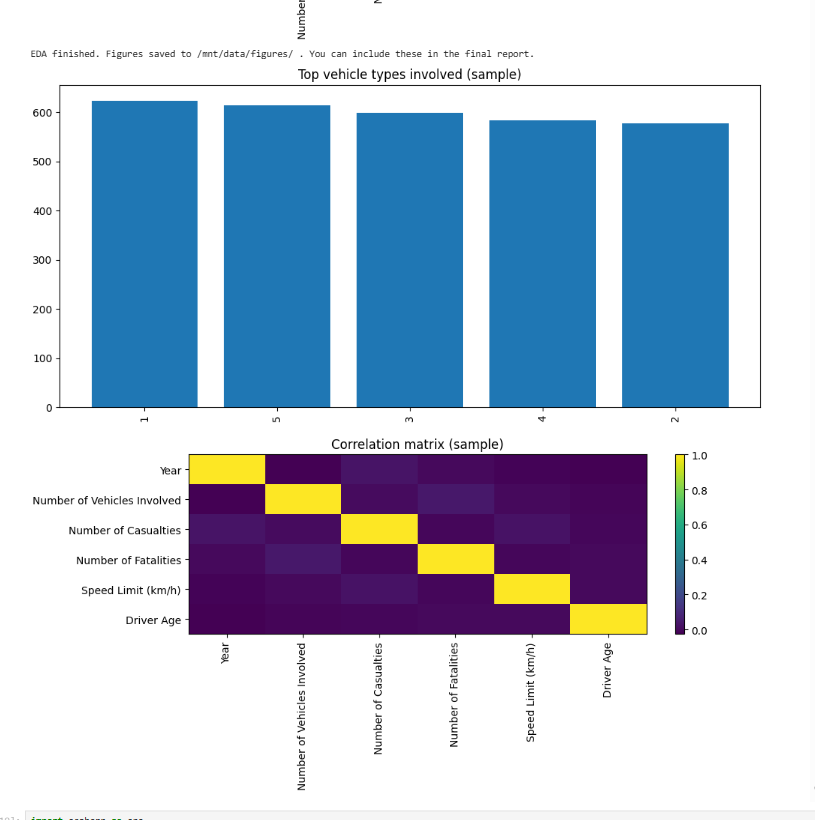 Number
EDA finished. Figures saved to /mnt/data/figures/ . You can include these in the final report.
Top vehicle types involved (sample)
600
500
400
300
200
100
0
1
5
3
4
2
Correlation matrix (sample)
Year
Number of Vehicles Involved
Number of Casualties
Number of Fatalities
Speed Limit (km/h)
Driver Age
1.0
0.8
0.6
0.4
0.2
0.0
Year
Number of Vehicles Involved
Number of Casualties
Number of Fatalities
Speed Limit (km/h)
Driver Age